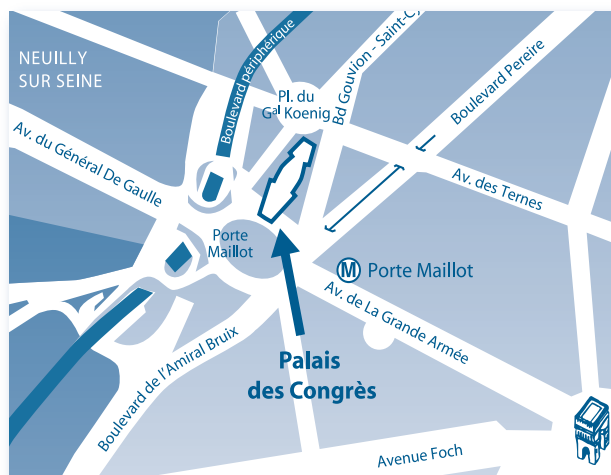 NEUILLY
SUR SEINE
Boulevard périphérique
Pl. du
Gᵃˡ Koenig
Bd Gouvion - Saint-C
Boulevard Pereire
Av. du Général De Gaulle
Av. des Ternes
Porte
Maillot
M Porte Maillot
Av. de La Grande Armée
Boulevard de l'Amiral Bruix
Palais
des Congrès
Avenue Foch